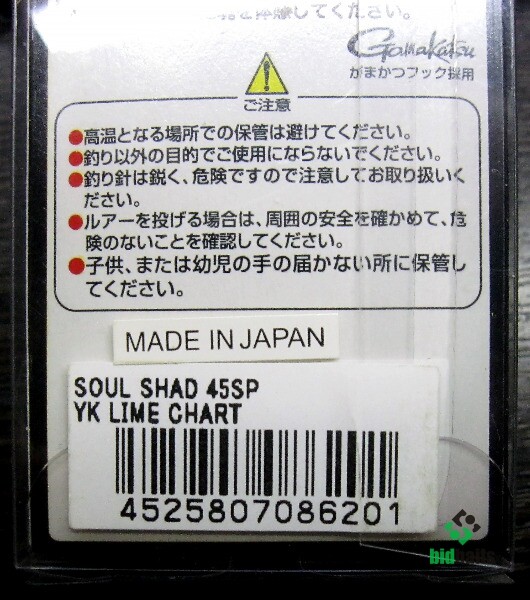 してください。
Gamakatsu
がまかつフック採用
ご注意
●高温となる場所での保管は避けてください。
●釣り以外の目的でご使用にならないでください。
●釣り針は鋭く、危険ですので注意してお取り扱いく
ださい。
●ルアーを投げる場合は、周囲の安全を確かめて、危
険のないことを確認してください。
●子供、または幼児の手の届かない所に保管し
てください。
MADE IN JAPAN
SOUL SHAD 45SP
YK LIME CHART
4525807086201
bidbaits